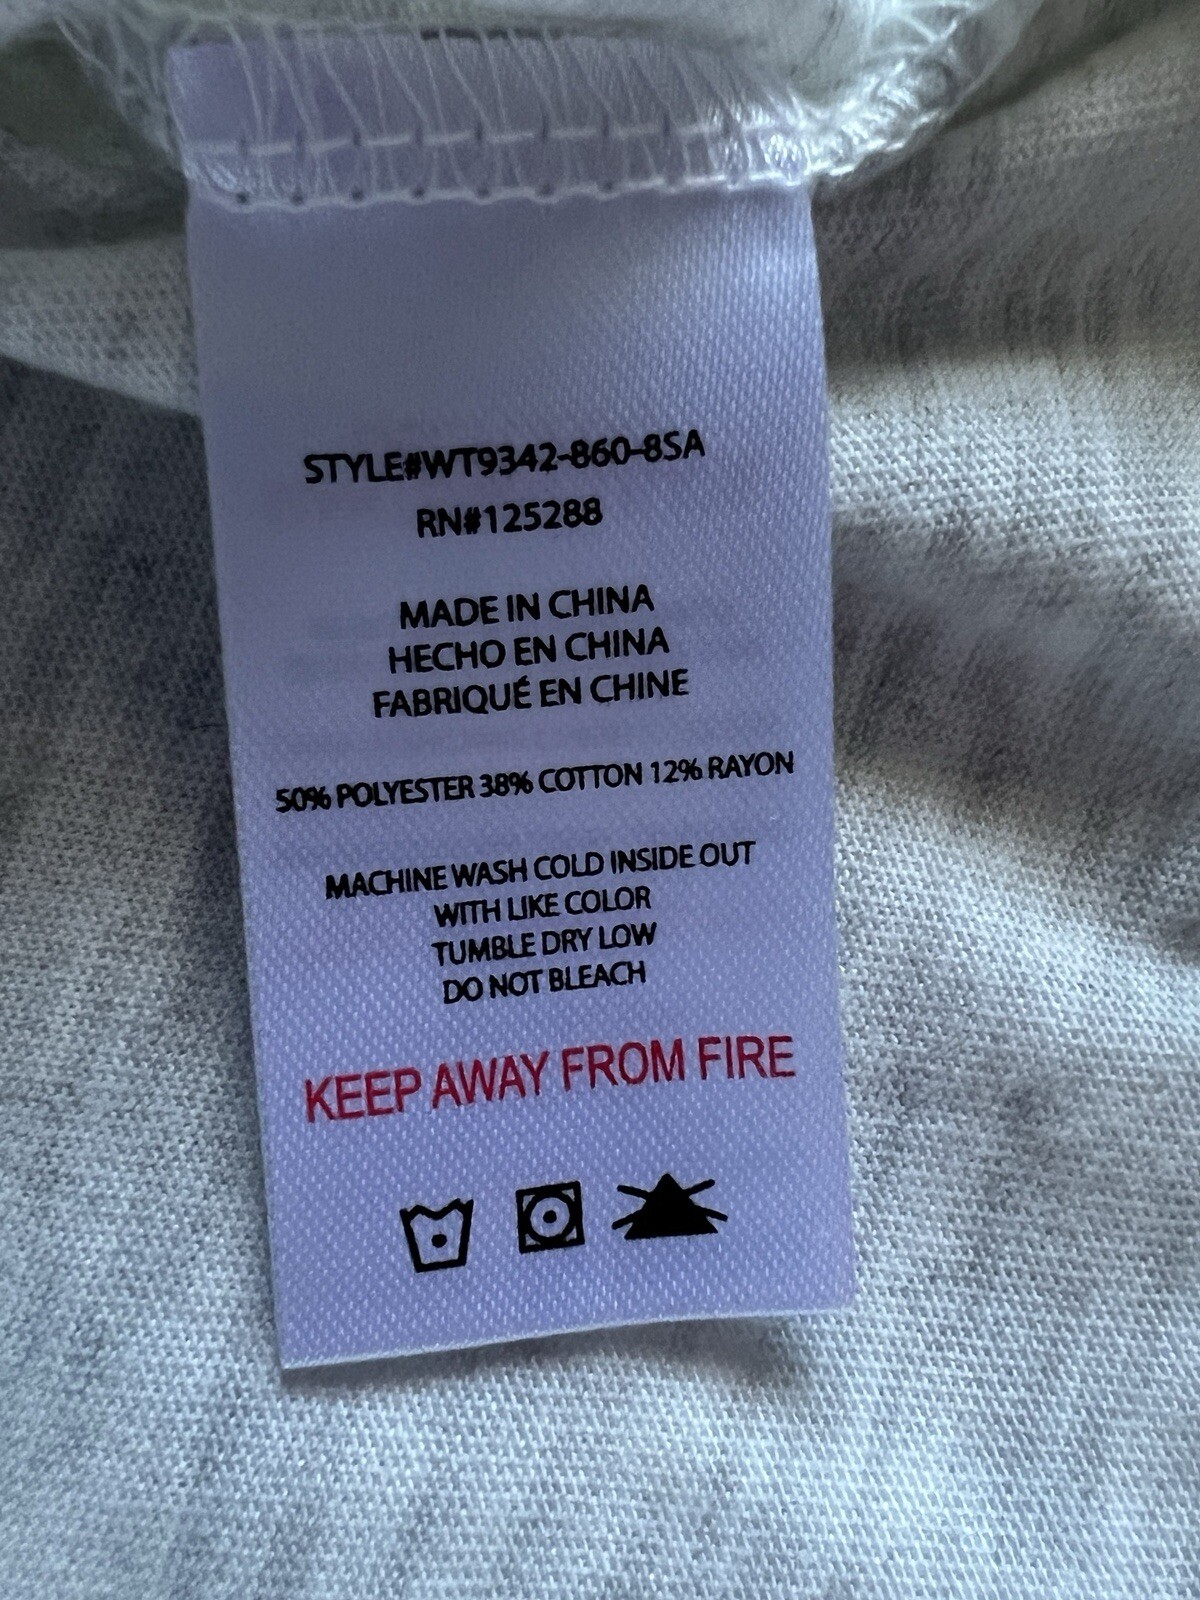 STYLE#WT9342-860-8SA
RN#125288
MADE IN CHINA
HECHO EN CHINA
FABRIQUÉ EN CHINE
50% POLYESTER 38% COTTON 12% RAYON
MACHINE WASH COLD INSIDE OUT
WITH LIKE COLOR
TUMBLE DRY LOW
DO NOT BLEACH
KEEP AWAY FROM FIRE